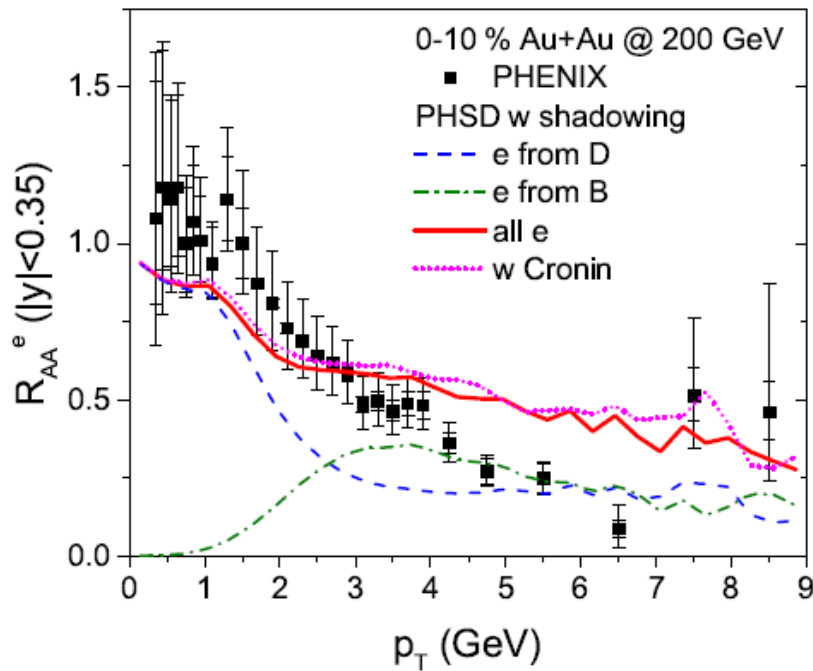 0-10 % Au+Au @ 200 GeV
PHENIX
PHSD w shadowing
e from D
e from B
all e
w Cronin
R_AA^e (|y|<0.35)
1.5
1.0
0.5
0.0
0 1 2 3 4 5 6 7 8 9
p_T (GeV)